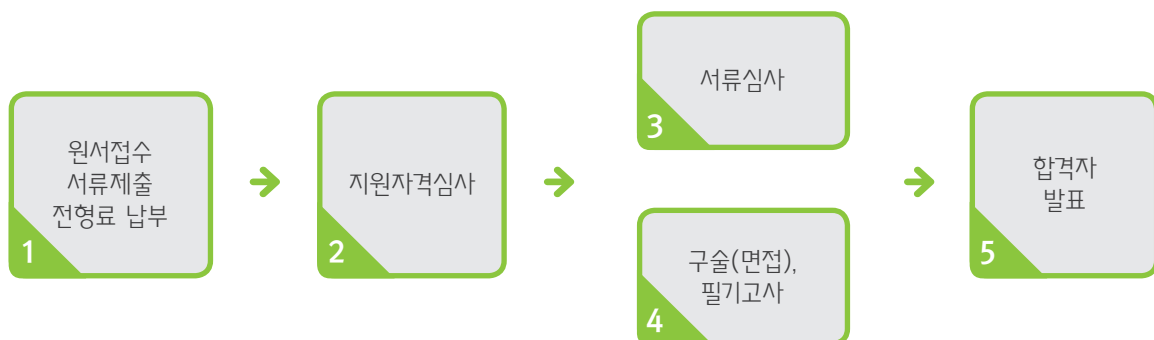 원서접수
서류제출
전형료 납부
1
지원자격심사
2
서류심사
3
구술(면접),
필기고사
4
합격자
발표
5